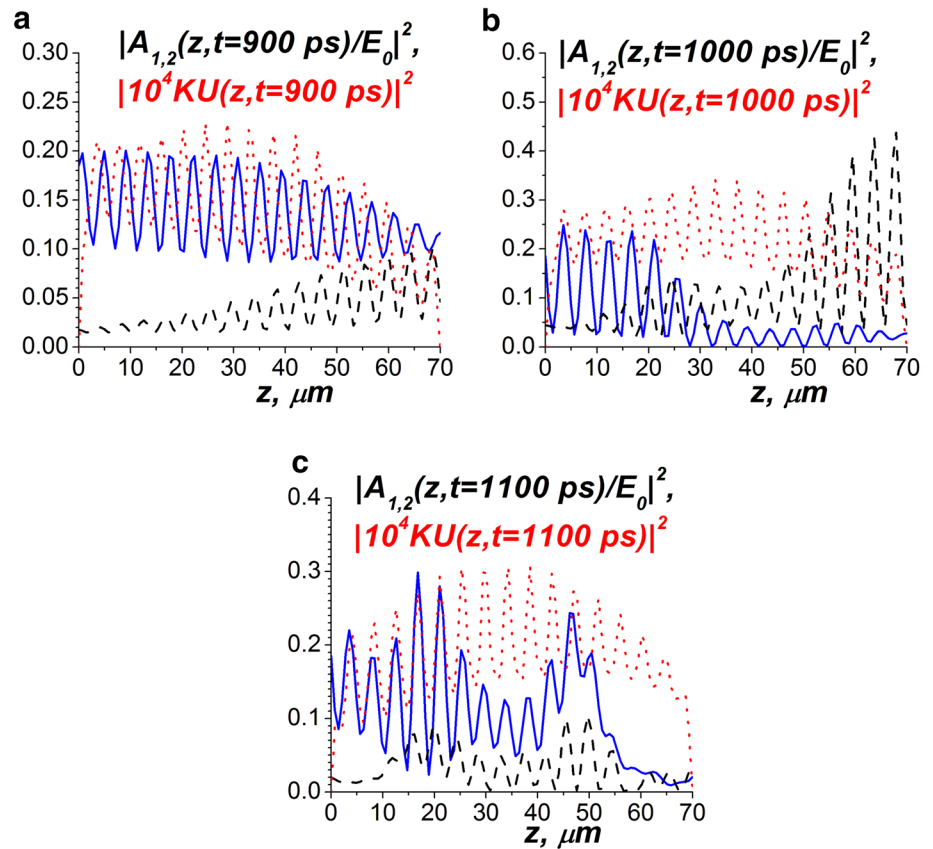 a
|A1,2(z,t=900 ps)/E0|²,
|10⁴KU(z,t=900 ps)|²
0.30
0.25
0.20
0.15
0.10
0.05
0.00
0 10 20 30 40 50 60 70
z, μm
b
|A1,2(z,t=1000 ps)/E0|²,
|10⁴KU(z,t=1000 ps)|²
0.6
0.5
0.4
0.3
0.2
0.1
0.0
0 10 20 30 40 50 60 70
z, μm
c
|A1,2(z,t=1100 ps)/E0|²,
|10⁴KU(z,t=1100 ps)|²
0.4
0.3
0.2
0.1
0.0
0 10 20 30 40 50 60 70
z, μm